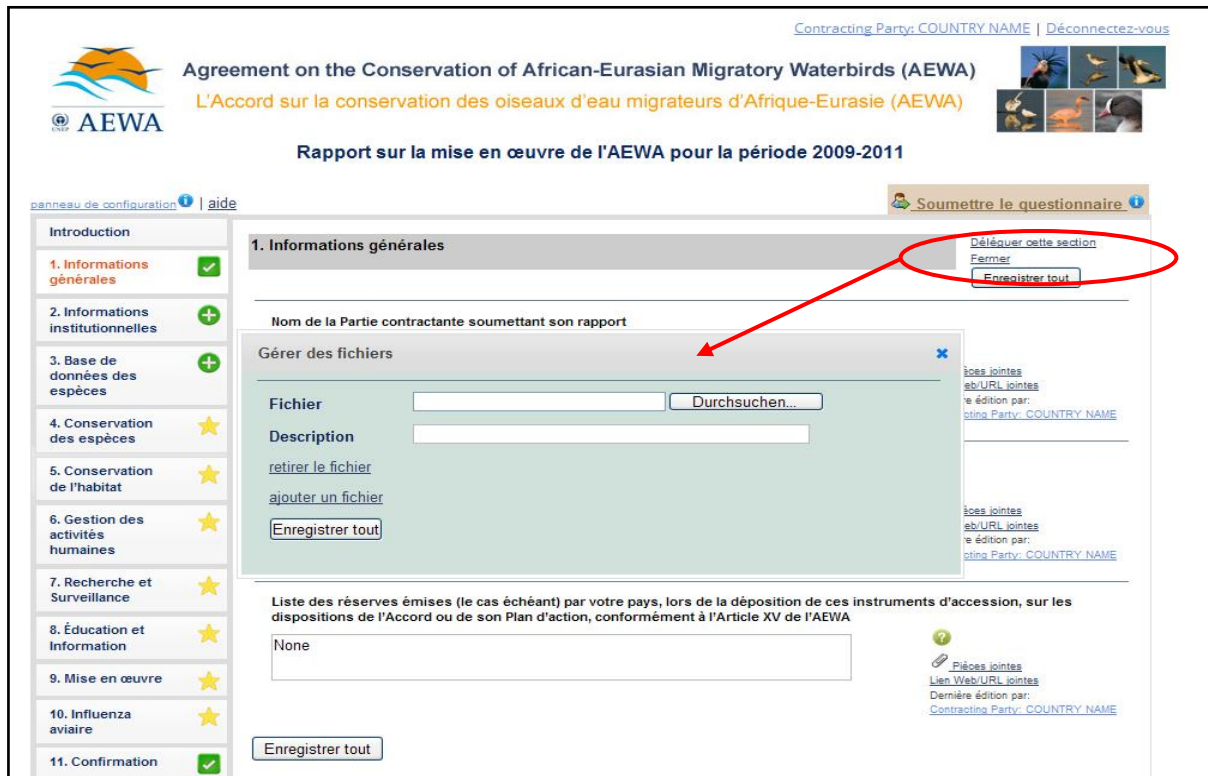 Contracting Party: COUNTRY NAME | Déconnectez-vous
Agreement on the Conservation of African-Eurasian Migratory Waterbirds (AEWA)
L'Accord sur la conservation des oiseaux d'eau migrateurs d'Afrique-Eurasie (AEWA)
UNEP AEWA
Rapport sur la mise en œuvre de l'AEWA pour la période 2009-2011
panneau de configuration | aide
Soumettre le questionnaire
Introduction
1. Informations
générales
2. Informations
institutionnelles
3. Base de
données des
espèces
4. Conservation
des espèces
5. Conservation
de l'habitat
6. Gestion des
activités
humaines
7. Recherche et
Surveillance
8. Éducation et
Information
9. Mise en œuvre
10. Influenza
aviaire
11. Confirmation
1. Informations générales
Déléguer cette section
Fermer
Enregistrer tout
Nom de la Partie contractante soumettant son rapport
Gérer des fichiers
Fichier
Durchsuchen...
Description
retirer le fichier
ajouter un fichier
Enregistrer tout
jointes
eb/URL jointes
édition par:
Party: COUNTRY NAME
jointes
eb/URL jointes
édition par:
Party: COUNTRY NAME
Liste des réserves émises (le cas échéant) par votre pays, lors de la déposition de ces instruments d'accession, sur les
dispositions de l'Accord ou de son Plan d'action, conformément à l'Article XV de l'AEWA
None
Pièces jointes
Lien Web/URL jointes
Dernière édition par:
Contracting Party: COUNTRY NAME
Enregistrer tout